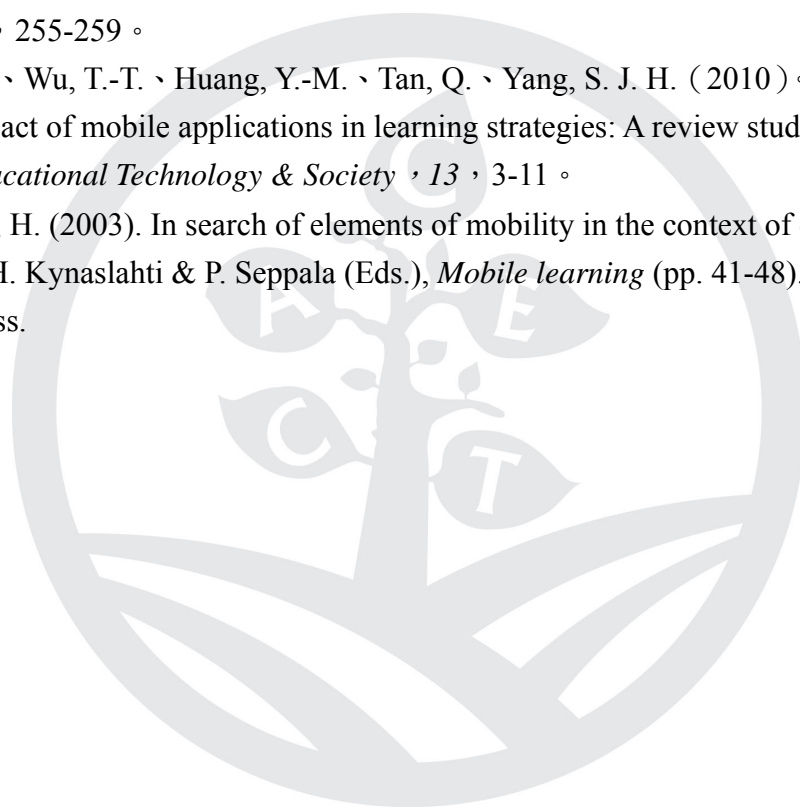 ，255-259。
、Wu, T.-T.、Huang, Y.-M.、Tan, Q.、Yang, S. J. H.（2010）。
act of mobile applications in learning strategies: A review stud
ucational Technology & Society，13，3-11。
H. (2003). In search of elements of mobility in the context of
H. Kynaslahti & P. Seppala (Eds.), Mobile learning (pp. 41-48).
ss.
C
A
E
C
T